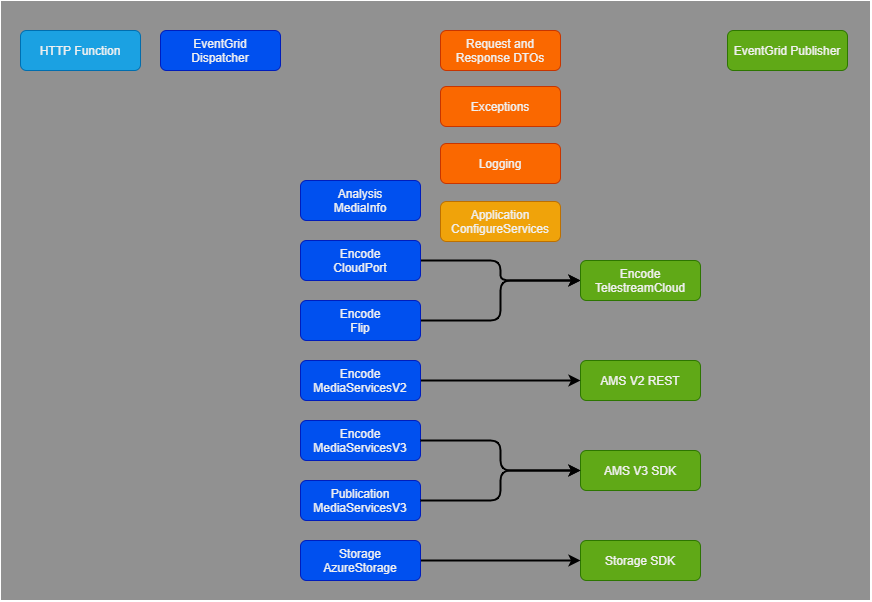 HTTP Function
EventGrid
Dispatcher
Request and
Response DTOs
EventGrid Publisher
Exceptions
Logging
Analysis
MediaInfo
Application
ConfigureServices
Encode
CloudPort
Encode
TelestreamCloud
Encode
Flip
Encode
MediaServicesV2
AMS V2 REST
Encode
MediaServicesV3
AMS V3 SDK
Publication
MediaServicesV3
Storage
AzureStorage
Storage SDK